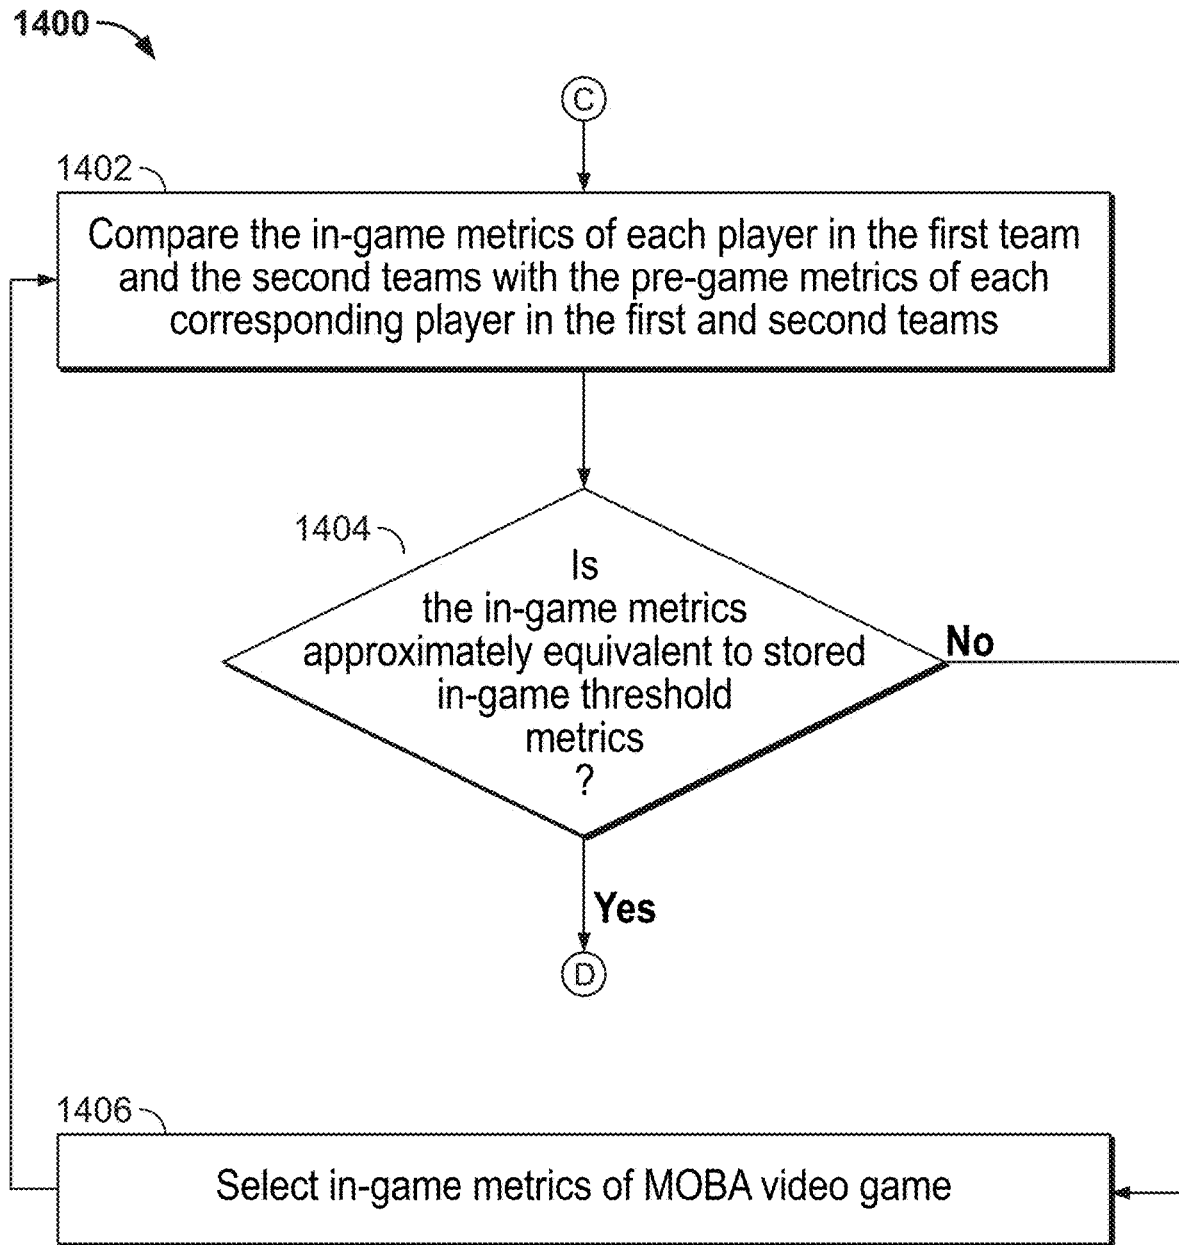 1400
C
1402
Compare the in-game metrics of each player in the first team
and the second teams with the pre-game metrics of each
corresponding player in the first and second teams
1404
Is
the in-game metrics
approximately equivalent to stored
in-game threshold
metrics
?
No
Yes
D
1406
Select in-game metrics of MOBA video game